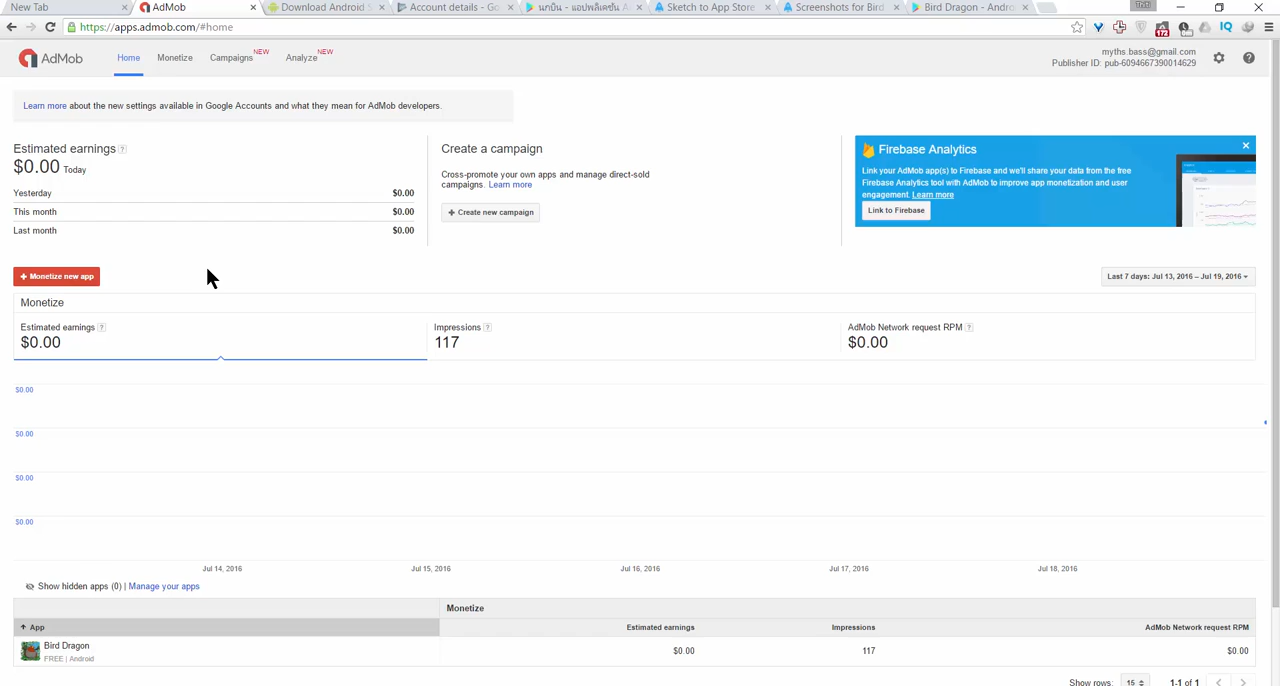 New Tab
AdMob
Download Android S
Account details - Go
นกบิน - แอปพลิเคชัน A
Sketch to App Store
Screenshots for Bird
Bird Dragon - Andro
Thiti
https://apps.admob.com/#home
172
IQ
AdMob
Home
Monetize
Campaigns NEW
Analyze NEW
myths.bass@gmail.com
Publisher ID: pub-6094667390014629
Learn more about the new settings available in Google Accounts and what they mean for AdMob developers.
Estimated earnings ?
$0.00 Today
Yesterday $0.00
This month $0.00
Last month $0.00
Create a campaign
Cross-promote your own apps and manage direct-sold
campaigns. Learn more
+ Create new campaign
Firebase Analytics
Link your AdMob app(s) to Firebase and we'll share your data from the free
Firebase Analytics tool with AdMob to improve app monetization and user
engagement. Learn more
Link to Firebase
+ Monetize new app
Last 7 days: Jul 13, 2016 – Jul 19, 2016
Monetize
Estimated earnings ?
$0.00
Impressions ?
117
AdMob Network request RPM ?
$0.00
$0.00
$0.00
$0.00
$0.00
Jul 14, 2016
Jul 15, 2016
Jul 16, 2016
Jul 17, 2016
Jul 18, 2016
Show hidden apps (0) | Manage your apps
Monetize
App
Estimated earnings
Impressions
AdMob Network request RPM
Bird Dragon
FREE | Android
$0.00
117
$0.00
Show rows: 15
1-1 of 1